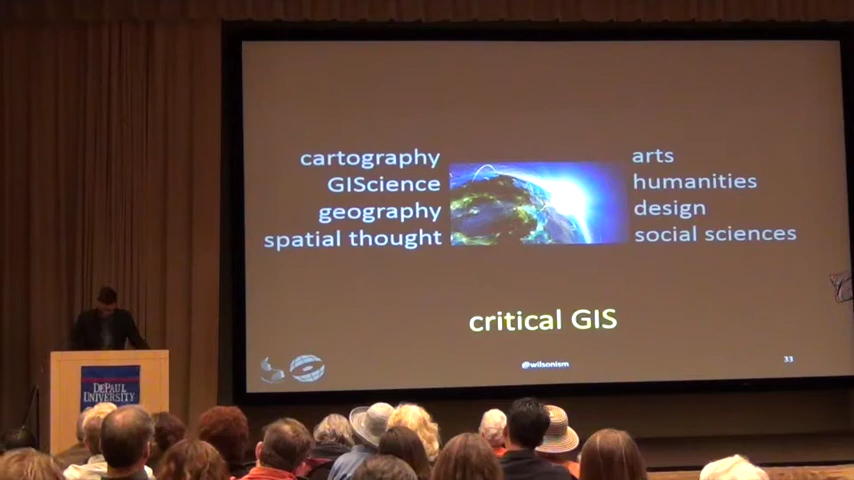 cartography
GIScience
geography
spatial thought
arts
humanities
design
social sciences
critical GIS
@wilsonism
33
DEPAUL
UNIVERSITY